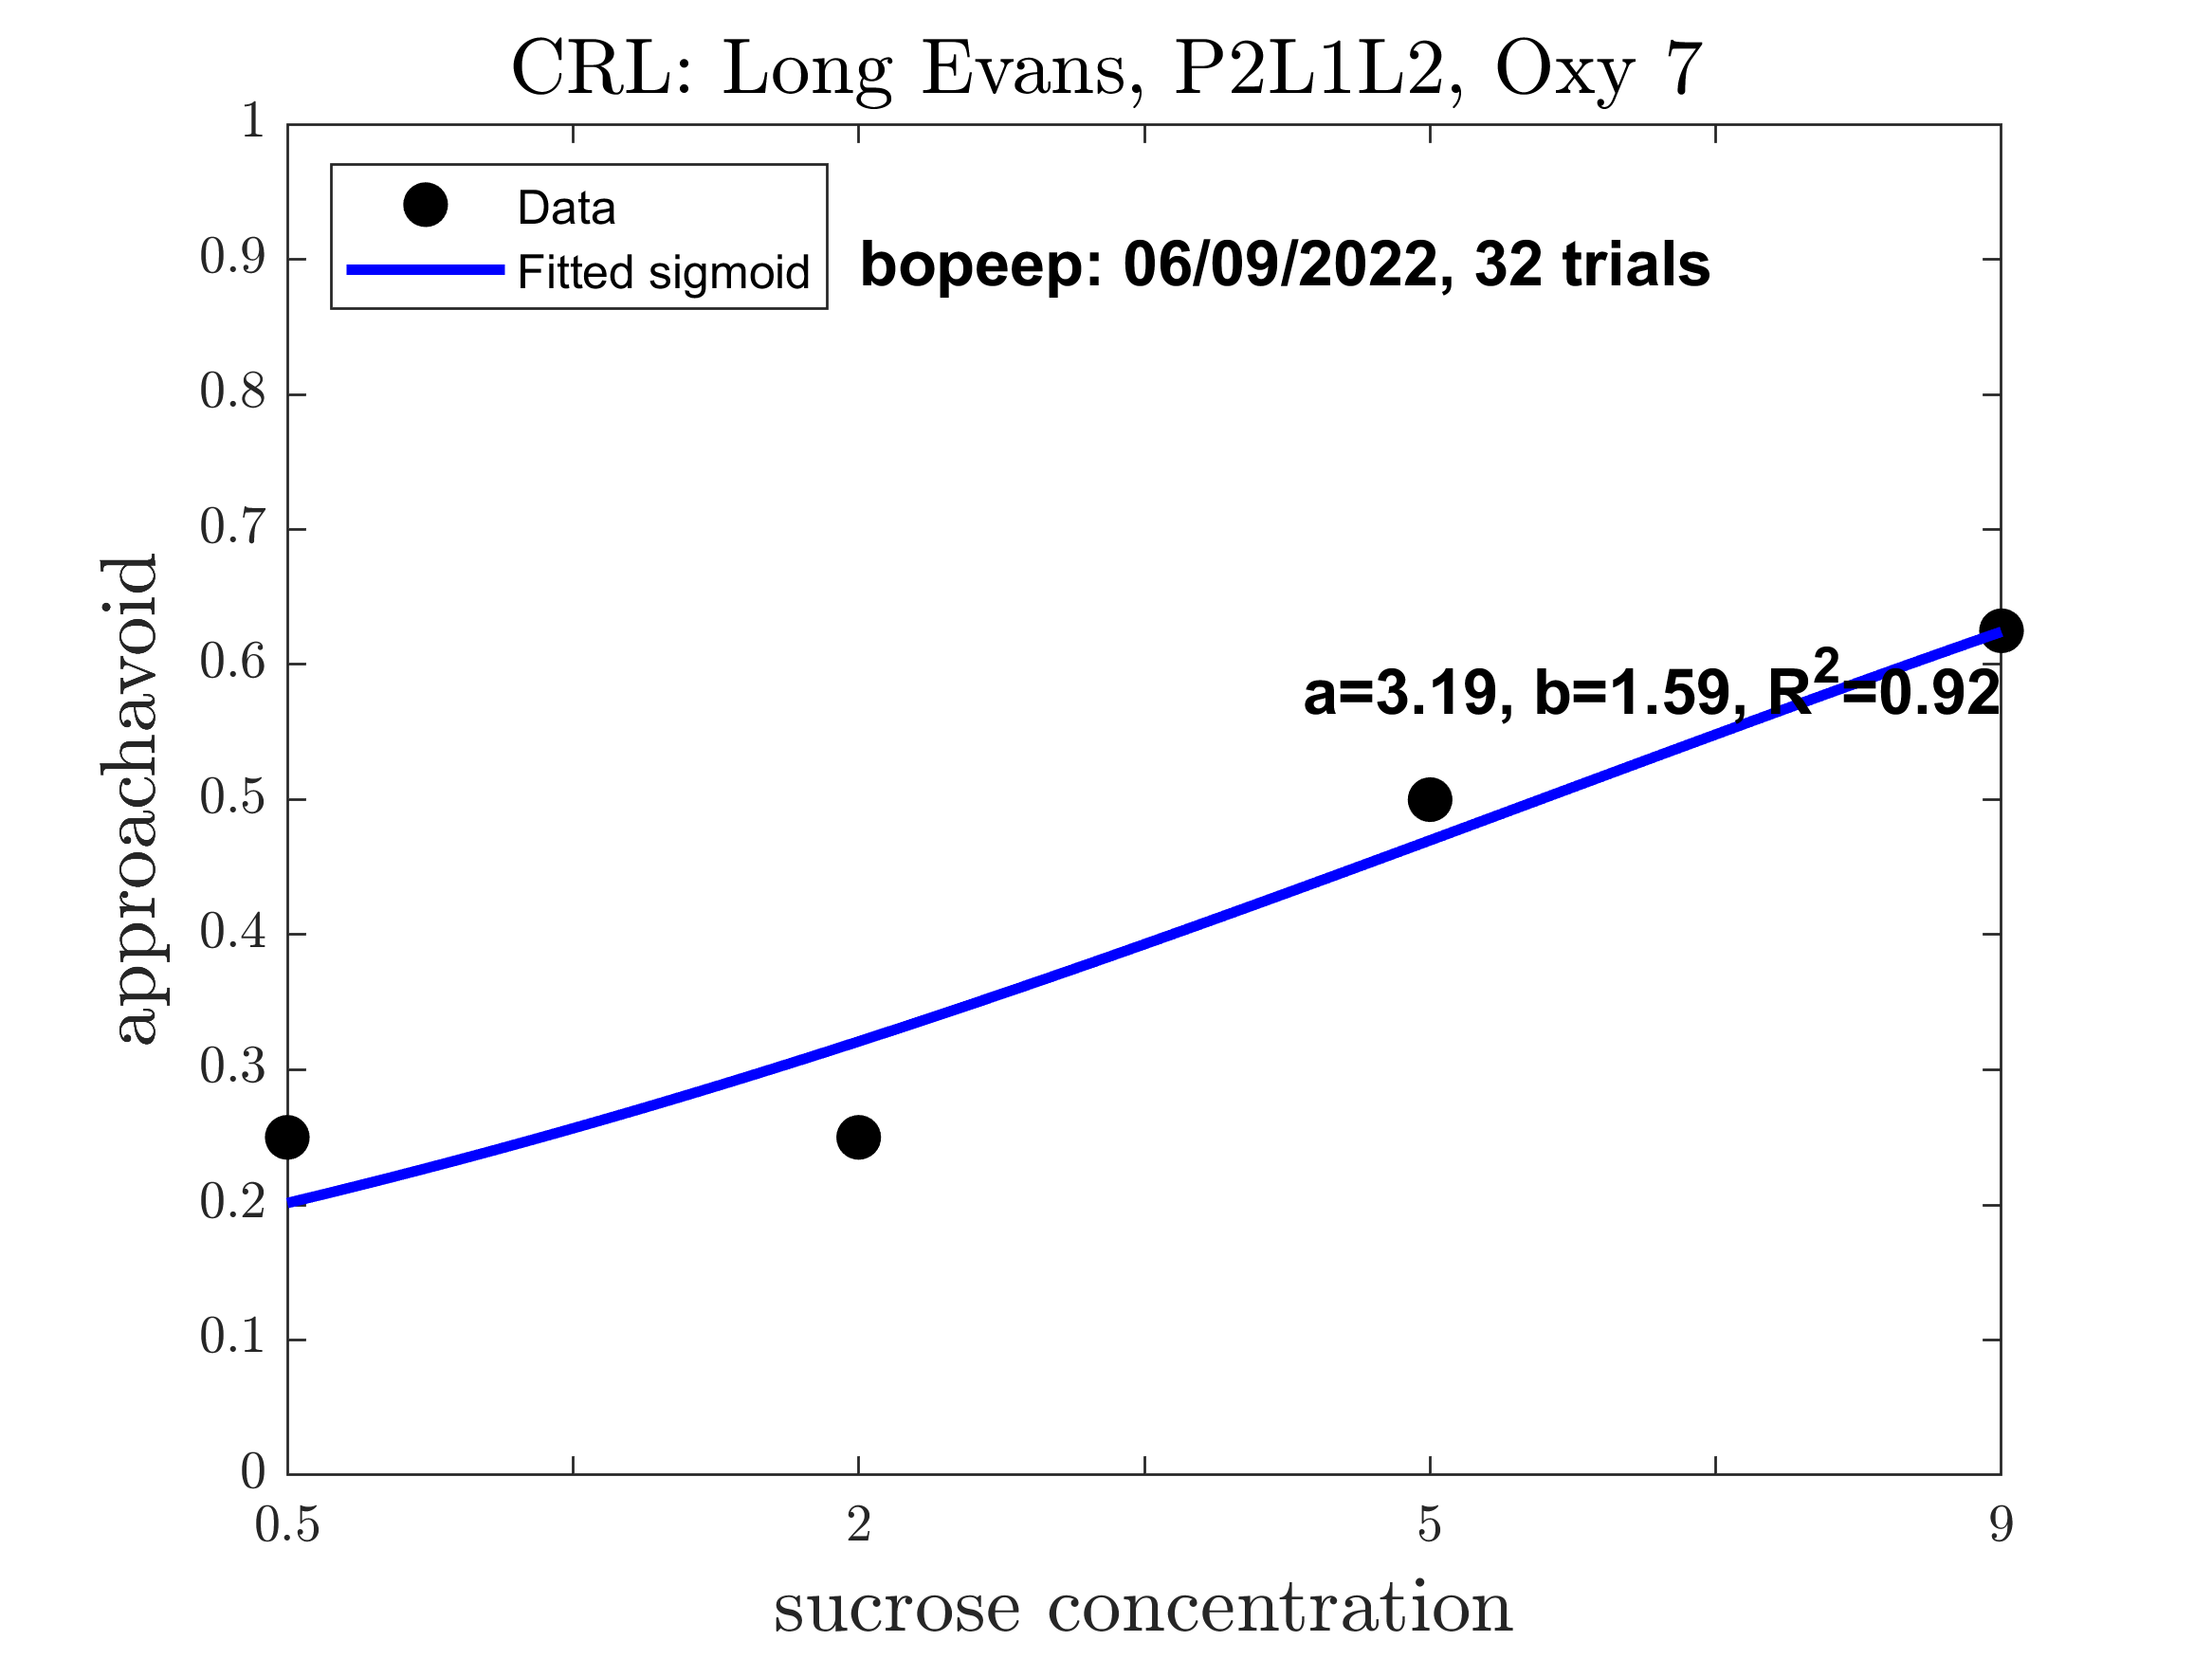 CRL: Long Evans, P2L1L2, Oxy 7
1
Data
Fitted sigmoid
bopeep: 06/09/2022, 32 trials
0.9
0.8
0.7
0.6
a=3.19, b=1.59, R²=0.92
0.5
0.4
0.3
0.2
0.1
0
approachavoid
0.5 2 5 9
sucrose concentration